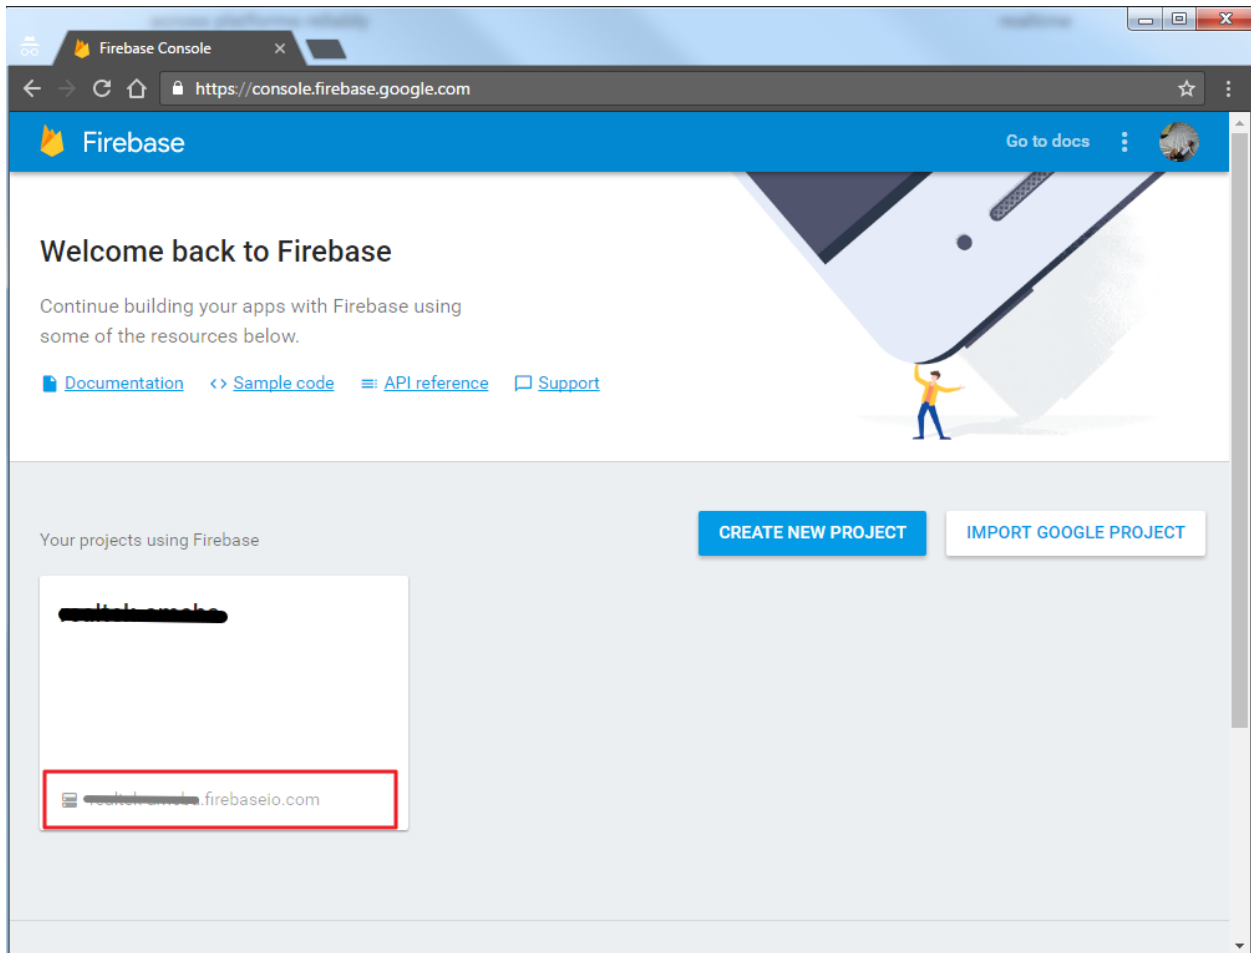 Firebase Console
https://console.firebase.google.com
Firebase
Go to docs
Welcome back to Firebase
Continue building your apps with Firebase using
some of the resources below.
Documentation <> Sample code API reference Support
Your projects using Firebase
CREATE NEW PROJECT
IMPORT GOOGLE PROJECT
.firebaseio.com